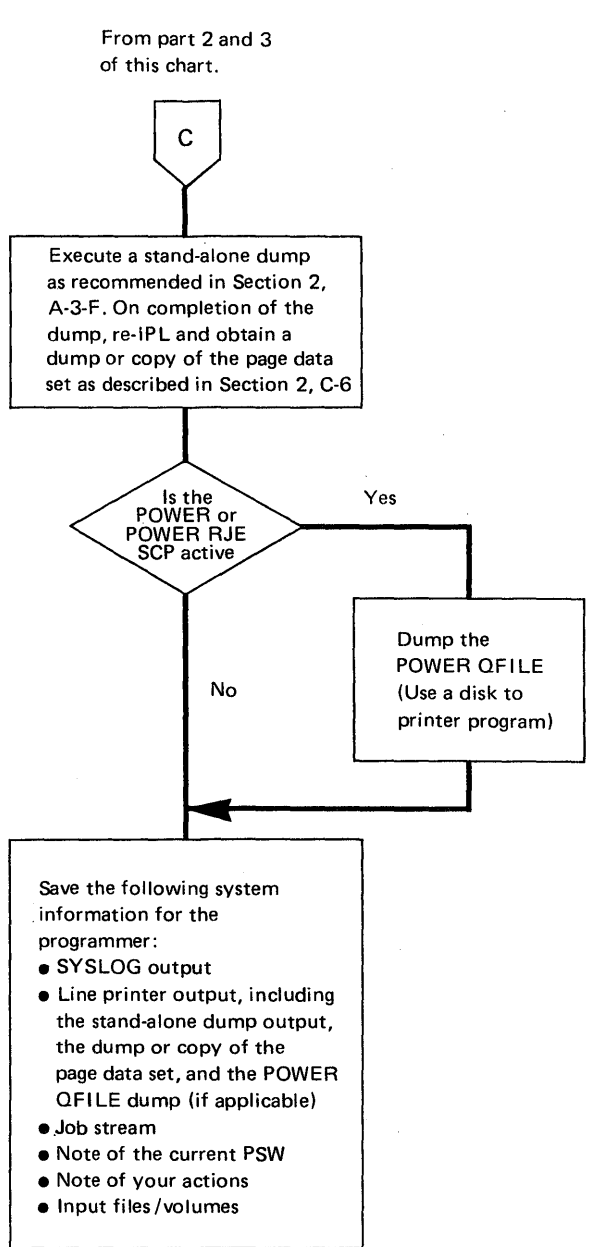 From part 2 and 3
of this chart.
C
Execute a stand-alone dump
as recommended in Section 2,
A-3-F. On completion of the
dump, re-IPL and obtain a
dump or copy of the page data
set as described in Section 2, C-6
Is the
POWER or
POWER RJE
SCP active
Yes
No
Dump the
POWER QFILE
(Use a disk to
printer program)
Save the following system
information for the
programmer:
● SYSLOG output
● Line printer output, including
the stand-alone dump output,
the dump or copy of the
page data set, and the POWER
QFILE dump (if applicable)
● Job stream
● Note of the current PSW
● Note of your actions
● Input files/volumes